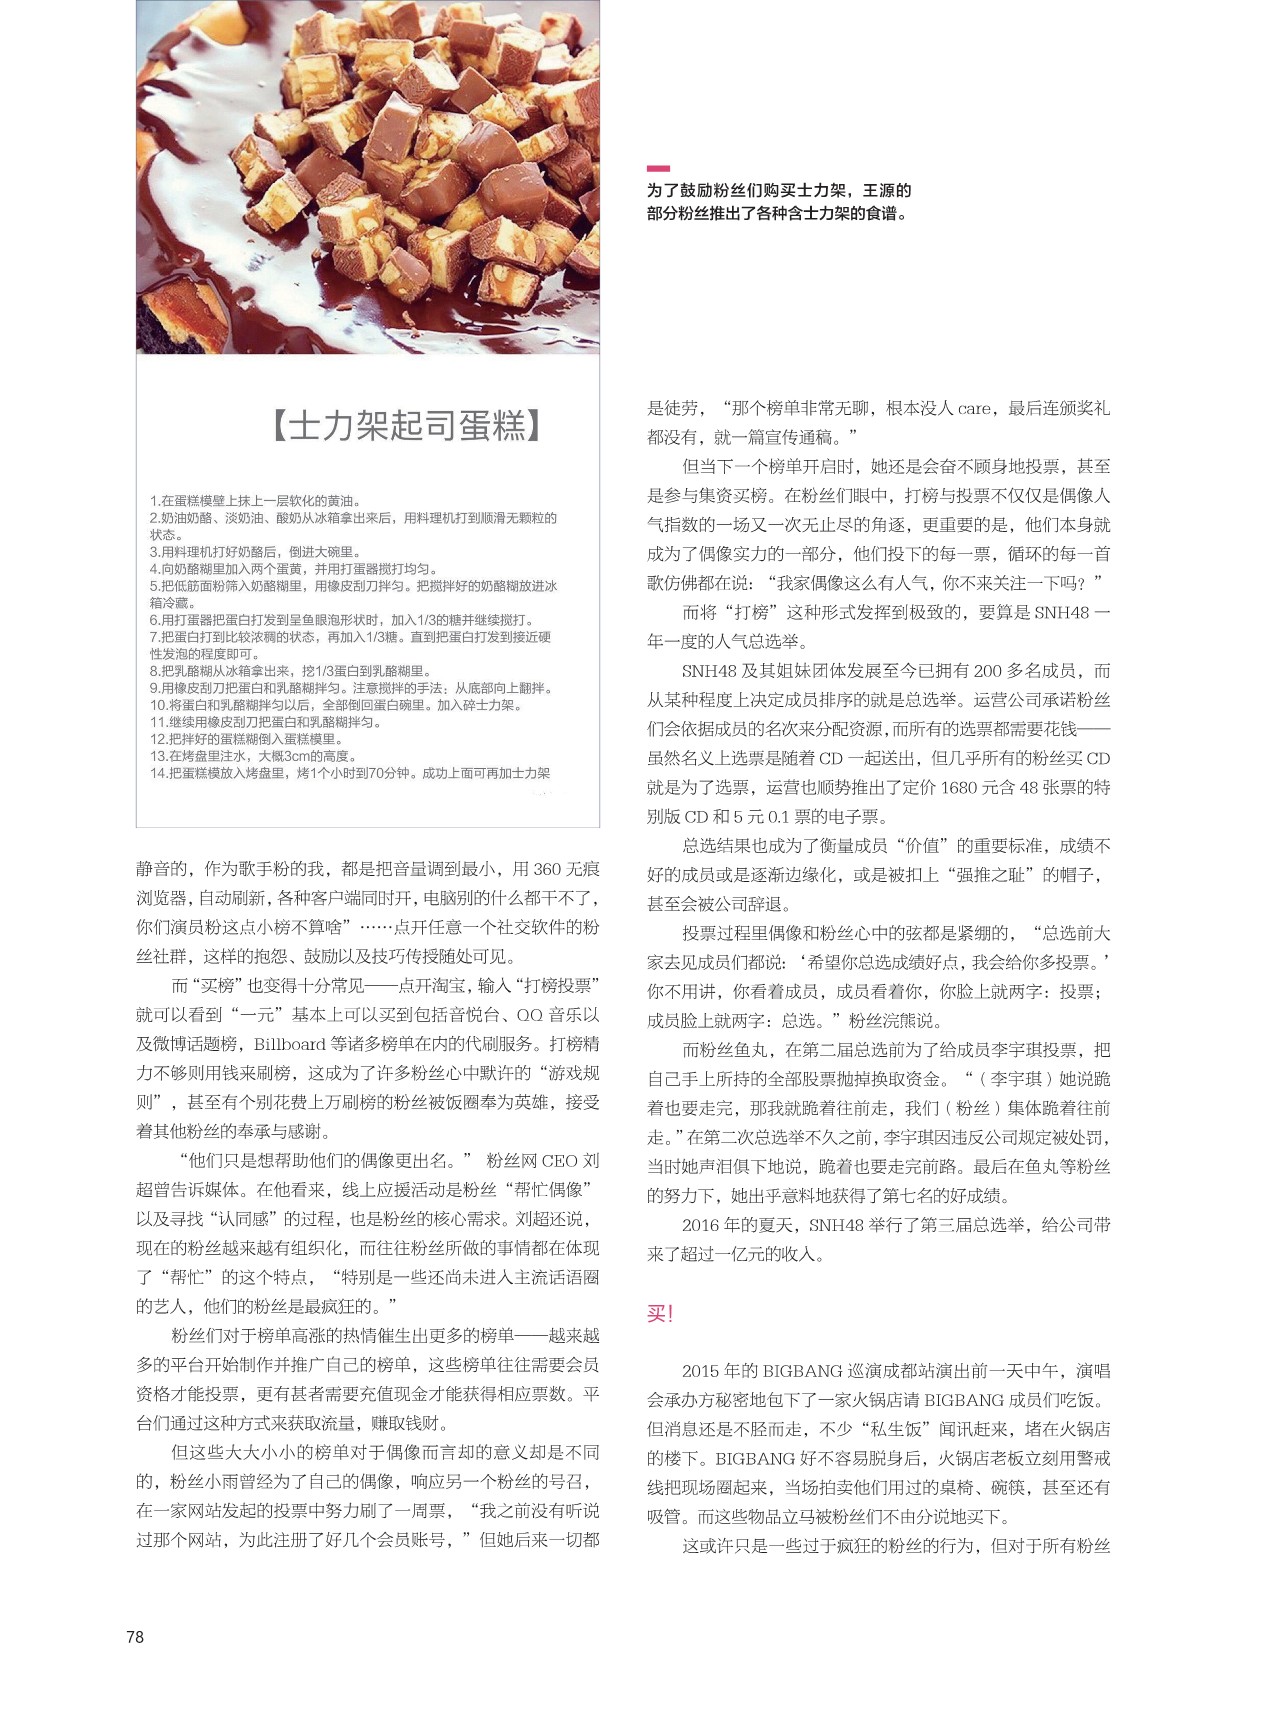 【士力架起司蛋糕】
1.在蛋糕模壁上抹上一层软化的黄油。
2.奶油奶酪、淡奶油、酸奶从冰箱拿出来后，用料理机打到顺滑无颗粒的
状态。
3.用料理机打好奶酪后，倒进大碗里。
4.向奶酪糊里加入两个蛋黄，并用打蛋器搅打均匀。
5.把低筋面粉筛入奶酪糊里，用橡皮刮刀拌匀。把搅拌好的奶酪糊放进冰
箱冷藏。
6.用打蛋器把蛋白打发到呈鱼眼泡形状时，加入1/3的糖并继续搅打。
7.把蛋白打到比较浓稠的状态，再加入1/3糖。直到把蛋白打发到接近硬
性发泡的程度即可。
8.把乳酪糊从冰箱拿出来，挖1/3蛋白到乳酪糊里。
9.用橡皮刮刀把蛋白和乳酪糊拌匀。注意搅拌的手法；从底部向上翻拌。
10.将蛋白和乳酪糊拌匀以后，全部倒回蛋白碗里。加入碎士力架。
11.继续用橡皮刮刀把蛋白和乳酪糊拌匀。
12.把拌好的蛋糕糊倒入蛋糕模里。
13.在烤盘里注水，大概3cm的高度。
14.把蛋糕模放入烤盘里，烤1个小时到70分钟。成功上面可再加士力架
静音的，作为歌手粉的我，都是把音量调到最小，用 360 无痕
浏览器，自动刷新，各种客户端同时开，电脑别的什么都干不了，
你们演员粉这点小榜不算啥”……点开任意一个社交软件的粉
丝社群，这样的抱怨、鼓励以及技巧传授随处可见。
而“买榜”也变得十分常见——点开淘宝，输入“打榜投票”
就可以看到“一元”基本上可以买到包括音悦台、QQ 音乐以
及微博话题榜，Billboard 等诸多榜单在内的代刷服务。打榜精
力不够则用钱来刷榜，这成为了许多粉丝心中默许的“游戏规
则”，甚至有个别花费上万刷榜的粉丝被饭圈奉为英雄，接受
着其他粉丝的奉承与感谢。
“他们只是想帮助他们的偶像更出名。” 粉丝网 CEO 刘
超曾告诉媒体。在他看来，线上应援活动是粉丝“帮忙偶像”
以及寻找“认同感”的过程，也是粉丝的核心需求。刘超还说，
现在的粉丝越来越有组织化，而往往粉丝所做的事情都在体现
了“帮忙”的这个特点，“特别是一些还尚未进入主流话语圈
的艺人，他们的粉丝是最疯狂的。”
粉丝们对于榜单高涨的热情催生出更多的榜单——越来越
多的平台开始制作并推广自己的榜单，这些榜单往往需要会员
资格才能投票，更有甚者需要充值现金才能获得相应票数。平
台们通过这种方式来获取流量，赚取钱财。
但这些大大小小的榜单对于偶像而言却的意义却是不同
的，粉丝小雨曾经为了自己的偶像，响应另一个粉丝的号召，
在一家网站发起的投票中努力刷了一周票，“我之前没有听说
过那个网站，为此注册了好几个会员账号，”但她后来一切都
为了鼓励粉丝们购买士力架，王源的
部分粉丝推出了各种含士力架的食谱。
是徒劳，“那个榜单非常无聊，根本没人 care，最后连颁奖礼
都没有，就一篇宣传通稿。”
但当下一个榜单开启时，她还是会奋不顾身地投票，甚至
是参与集资买榜。在粉丝们眼中，打榜与投票不仅仅是偶像人
气指数的一场又一次无止尽的角逐，更重要的是，他们本身就
成为了偶像实力的一部分，他们投下的每一票，循环的每一首
歌仿佛都在说：“我家偶像这么有人气，你不来关注一下吗？”
而将“打榜”这种形式发挥到极致的，要算是 SNH48 一
年一度的人气总选举。
SNH48 及其姐妹团体发展至今已拥有 200 多名成员，而
从某种程度上决定成员排序的就是总选举。运营公司承诺粉丝
们会依据成员的名次来分配资源，而所有的选票都需要花钱——
虽然名义上选票是随着 CD 一起送出，但几乎所有的粉丝买 CD
就是为了选票，运营也顺势推出了定价 1680 元含 48 张票的特
别版 CD 和 5 元 0.1 票的电子票。
总选结果也成为了衡量成员“价值”的重要标准，成绩不
好的成员或是逐渐边缘化，或是被扣上“强推之耻”的帽子，
甚至会被公司辞退。
投票过程里偶像和粉丝心中的弦都是紧绷的，“总选前大
家去见成员们都说：‘希望你总选成绩好点，我会给你多投票。’
你不用讲，你看着成员，成员看着你，你脸上就两字：投票；
成员脸上就两字：总选。”粉丝浣熊说。
而粉丝鱼丸，在第二届总选前为了给成员李宇琪投票，把
自己手上所持的全部股票抛掉换取资金。“（李宇琪）她说跪
着也要走完，那我就跪着往前走，我们（粉丝）集体跪着往前
走。”在第二次总选举不久之前，李宇琪因违反公司规定被处罚，
当时她声泪俱下地说，跪着也要走完前路。最后在鱼丸等粉丝
的努力下，她出乎意料地获得了第七名的好成绩。
2016 年的夏天，SNH48 举行了第三届总选举，给公司带
来了超过一亿元的收入。
买！
2015 年的 BIGBANG 巡演成都站演出前一天中午，演唱
会承办方秘密地包下了一家火锅店请 BIGBANG 成员们吃饭。
但消息还是不胫而走，不少“私生饭”闻讯赶来，堵在火锅店
的楼下。BIGBANG 好不容易脱身后，火锅店老板立刻用警戒
线把现场圈起来，当场拍卖他们用过的桌椅、碗筷，甚至还有
吸管。而这些物品立马被粉丝们不由分说地买下。
这或许只是一些过于疯狂的粉丝的行为，但对于所有粉丝
78